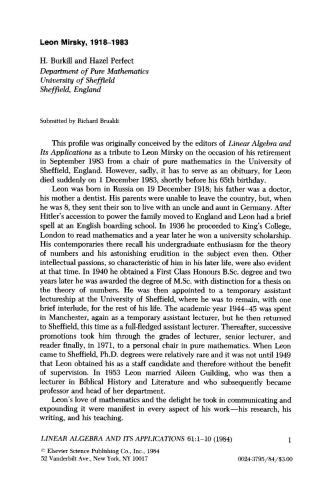 Leon Mirsky, 1918–1983
H. Burkill and Hazel Perfect
Department of Pure Mathematics
University of Sheffield
Sheffield, England
Submitted by Richard Brualdi
This profile was originally conceived by the editors of Linear Algebra and
Its Applications as a tribute to Leon Mirsky on the occasion of his retirement
in September 1983 from a chair of pure mathematics in the University of
Sheffield, England. However, sadly, it has to serve as an obituary, for Leon
died suddenly on 1 December 1983, shortly before his 65th birthday.
Leon was born in Russia on 19 December 1918; his father was a doctor,
his mother a dentist. His parents were unable to leave the country, but, when
he was 8, they sent their son to live with an uncle and aunt in Germany. After
Hitler's accession to power the family moved to England and Leon had a brief
spell at an English boarding school. In 1936 he proceeded to King's College,
London to read mathematics and a year later he won a university scholarship.
His contemporaries there recall his undergraduate enthusiasm for the theory
of numbers and his astonishing erudition in the subject even then. Other
intellectual passions, so characteristic of him in his later life, were also evident
at that time. In 1940 he obtained a First Class Honours B.Sc. degree and two
years later he was awarded the degree of M.Sc. with distinction for a thesis on
the theory of numbers. He was then appointed to a temporary assistant
lectureship at the University of Sheffield, where he was to remain, with one
brief interlude, for the rest of his life. The academic year 1944–45 was spent
in Manchester, again as a temporary assistant lecturer, but he then returned
to Sheffield, this time as a full-fledged assistant lecturer. Thereafter, successive
promotions took him through the grades of lecturer, senior lecturer, and
reader finally, in 1971, to a personal chair in pure mathematics. When Leon
came to Sheffield, Ph.D. degrees were relatively rare and it was not until 1949
that Leon obtained his as a staff candidate and therefore without the benefit
of supervision. In 1953 Leon married Aileen Guilding, who was then a
lecturer in Biblical History and Literature and who subsequently became
professor and head of her department.
Leon's love of mathematics and the delight he took in communicating and
expounding it were manifest in every aspect of his work—his research, his
writing, and his teaching.
LINEAR ALGEBRA AND ITS APPLICATIONS 61:1–10 (1984) 1
© Elsevier Science Publishing Co., Inc., 1984
52 Vanderbilt Ave., New York, NY 10017 0024-3795/84/$3.00